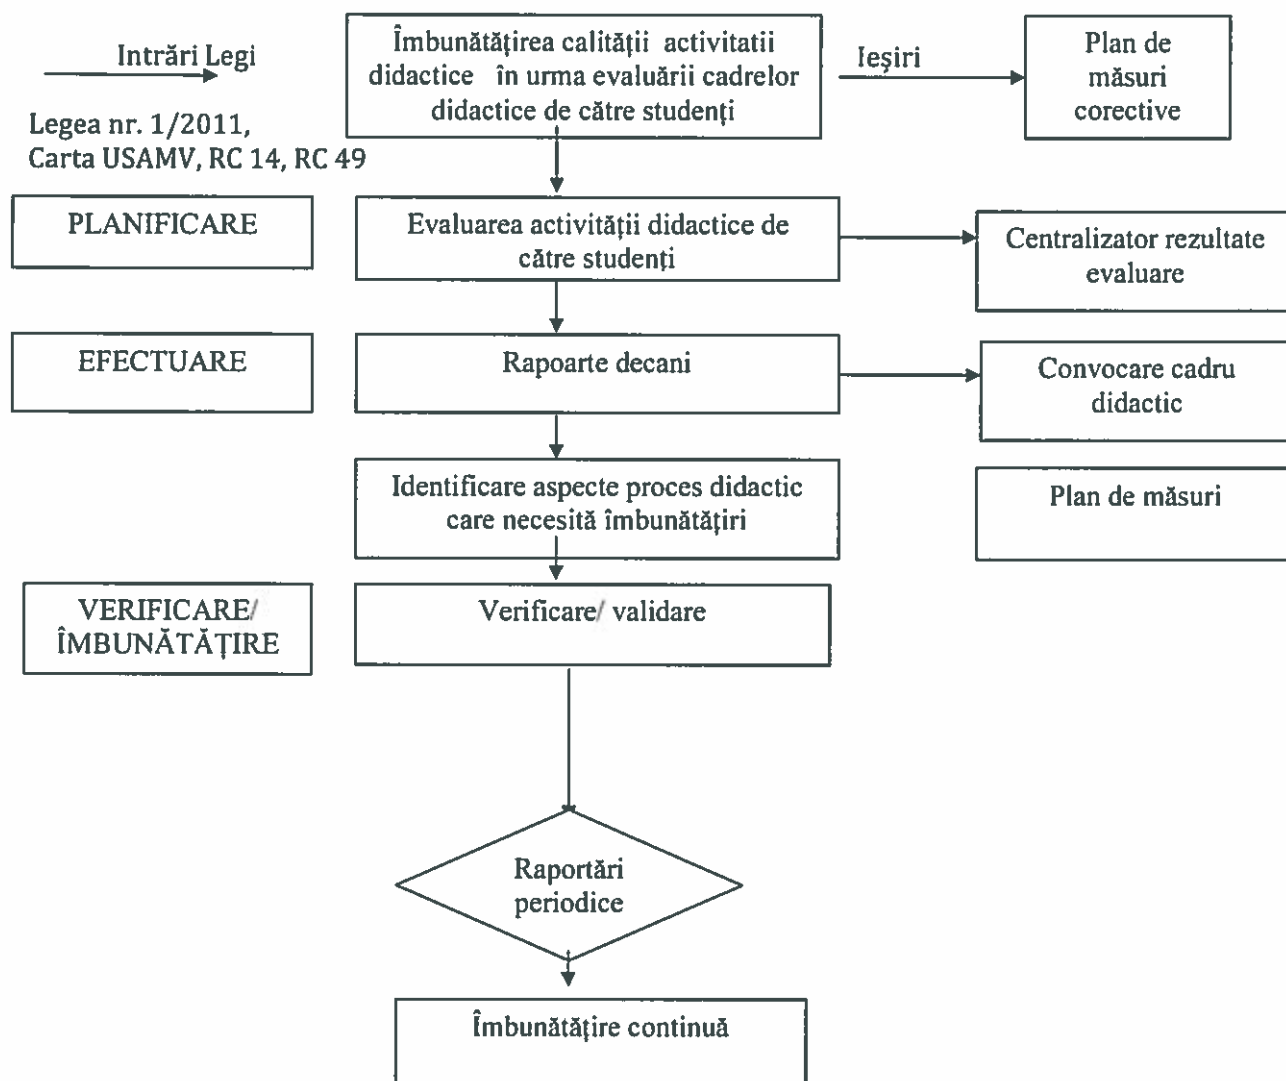 Intrări Legi
Îmbunătățirea calității activitatii
didactice în urma evaluării cadrelor
didactice de către studenți
Ieșiri
Plan de
măsuri
corective
Legea nr. 1/2011,
Carta USAMV, RC 14, RC 49
PLANIFICARE
Evaluarea activității didactice de
către studenți
Centralizator rezultate
evaluare
EFECTUARE
Rapoarte decani
Convocare cadru
didactic
Identificare aspecte proces didactic
care necesită îmbunătățiri
Plan de măsuri
VERIFICARE/
ÎMBUNĂTĂȚIRE
Verificare/ validare
Raportări
periodice
Îmbunătățire continuă